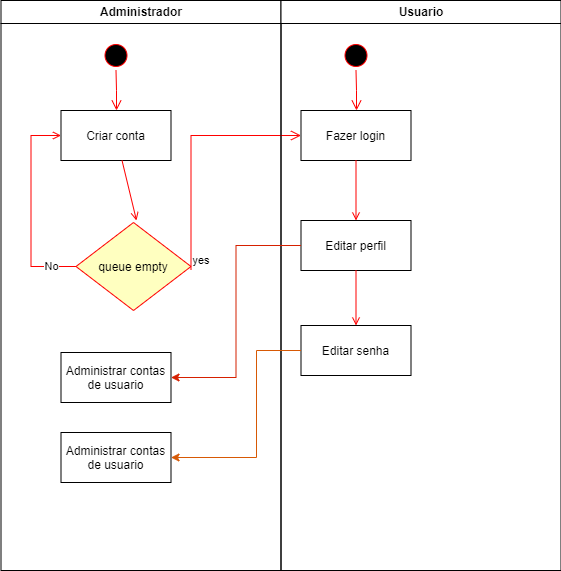 Administrador
Usuario
Criar conta
Fazer login
queue empty
yes
No
Editar perfil
Editar senha
Administrar contas
de usuario
Administrar contas
de usuario